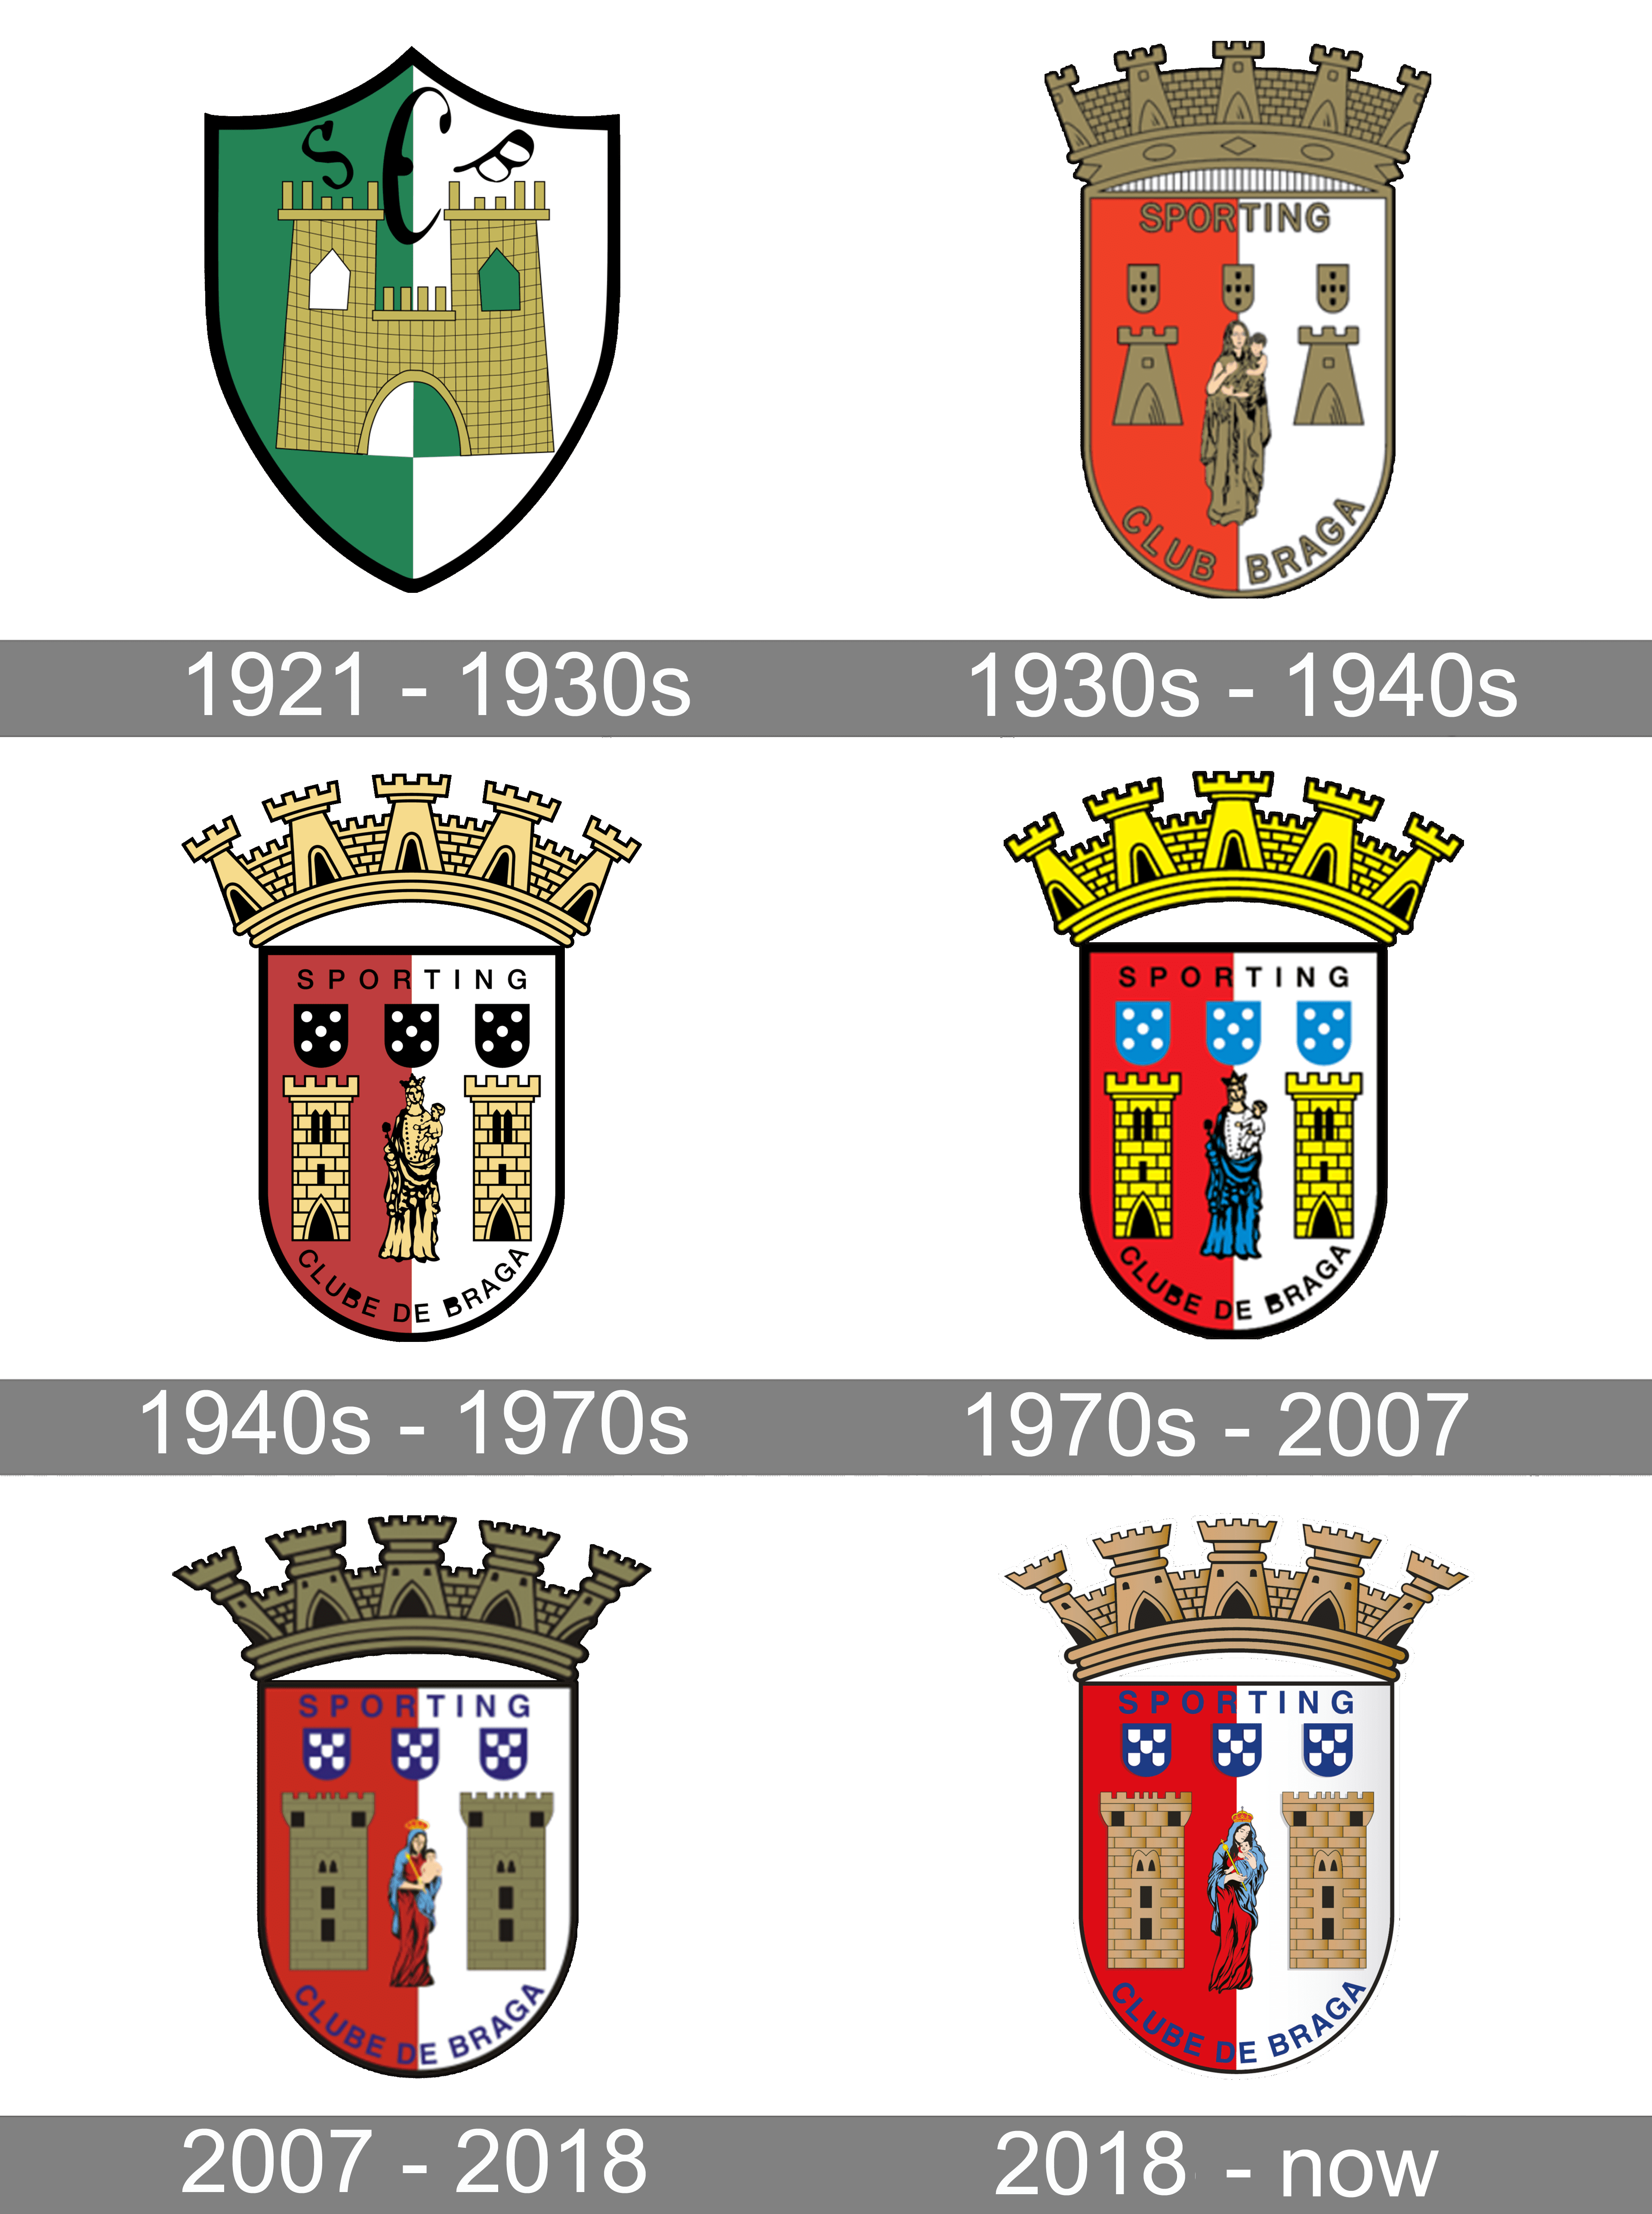 S C B
1921 - 1930s
SPORTING
CLUB BRAGA
1930s - 1940s
SPORTING
CLUBE DE BRAGA
1940s - 1970s
SPORTING
CLUBE DE BRAGA
1970s - 2007
SPORTING
CLUBE DE BRAGA
2007 - 2018
SPORTING
CLUBE DE BRAGA
2018 - now